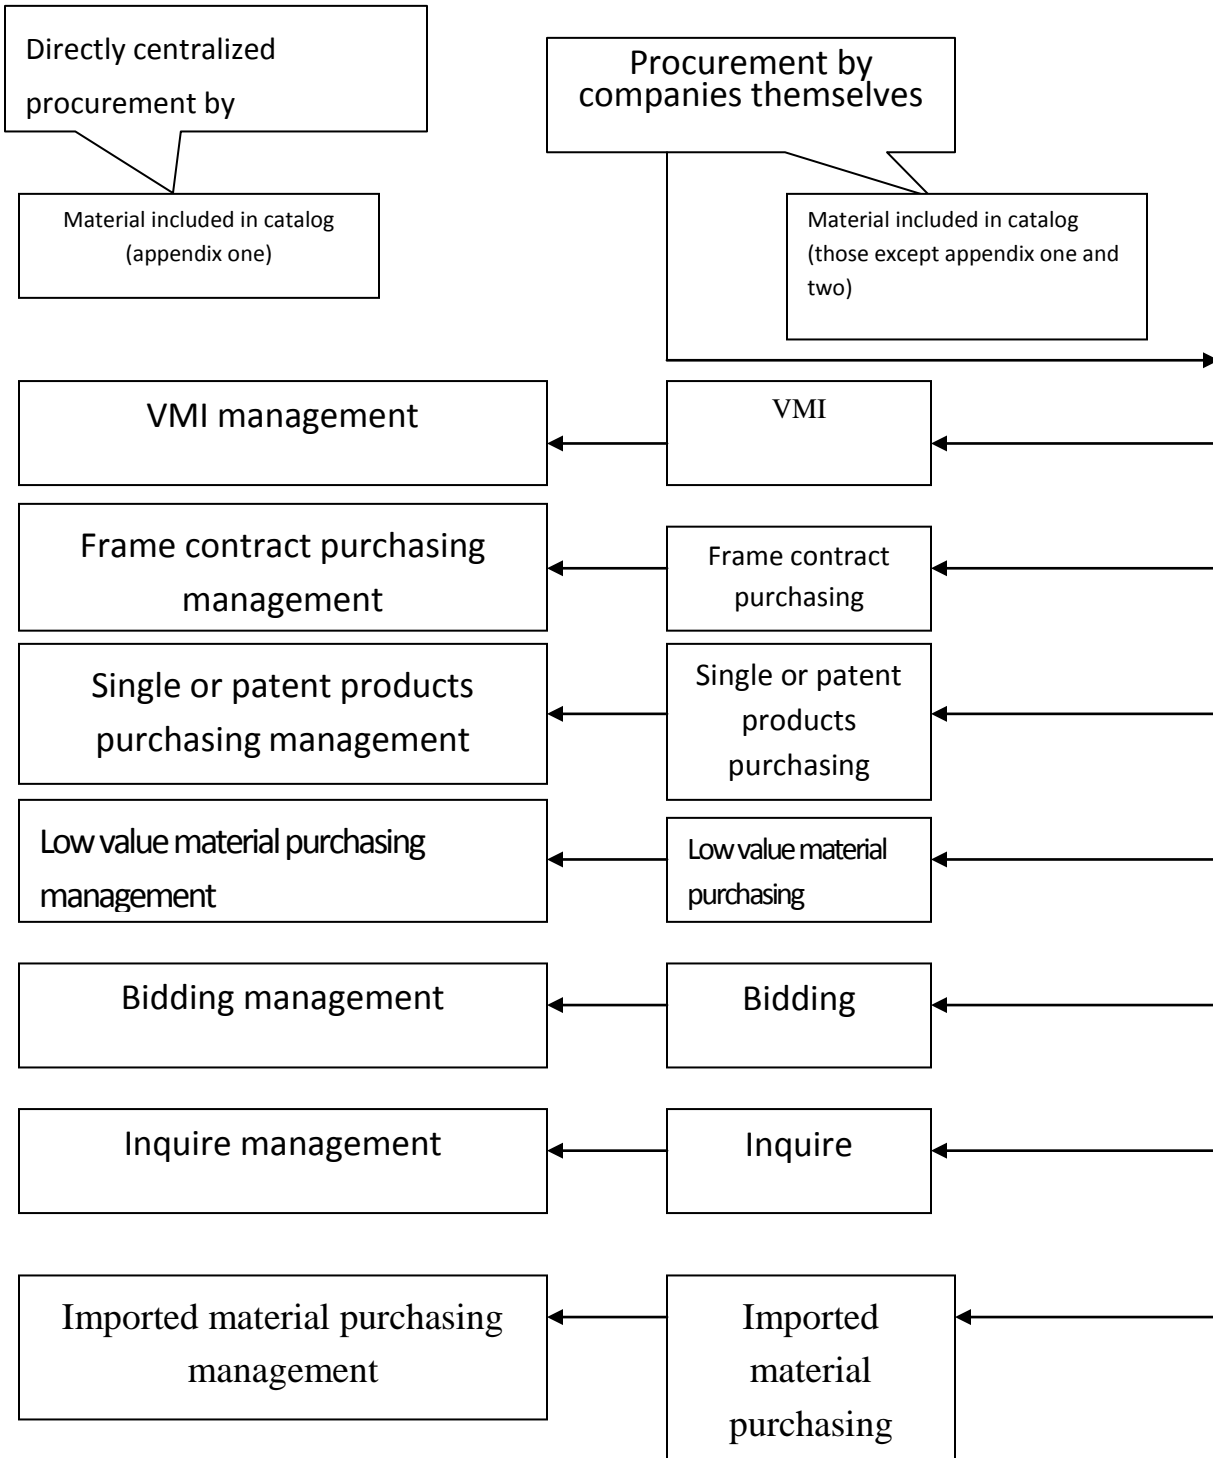 Directly centralized
procurement by
Procurement by
companies themselves
Material included in catalog
(appendix one)
Material included in catalog
(those except appendix one and
two)
VMI management
VMI
Frame contract purchasing
management
Frame contract
purchasing
Single or patent products
purchasing management
Single or patent
products
purchasing
Low value material purchasing
management
Low value material
purchasing
Bidding management
Bidding
Inquire management
Inquire
Imported material purchasing
management
Imported
material
purchasing